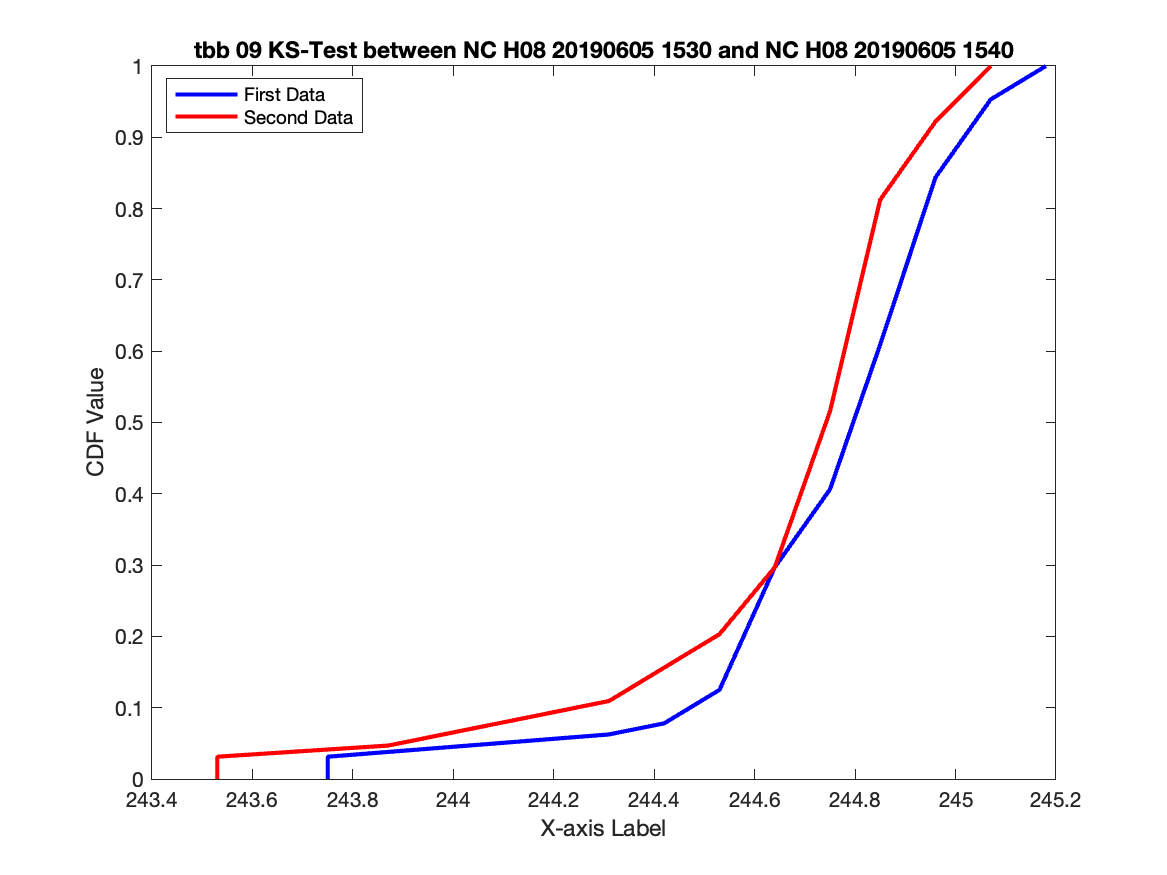 tbb 09 KS-Test between NC H08 20190605 1530 and NC H08 20190605 1540
First Data
Second Data
1
0.9
0.8
0.7
0.6
0.5
0.4
0.3
0.2
0.1
0
CDF Value
243.4 243.6 243.8 244 244.2 244.4 244.6 244.8 245 245.2
X-axis Label